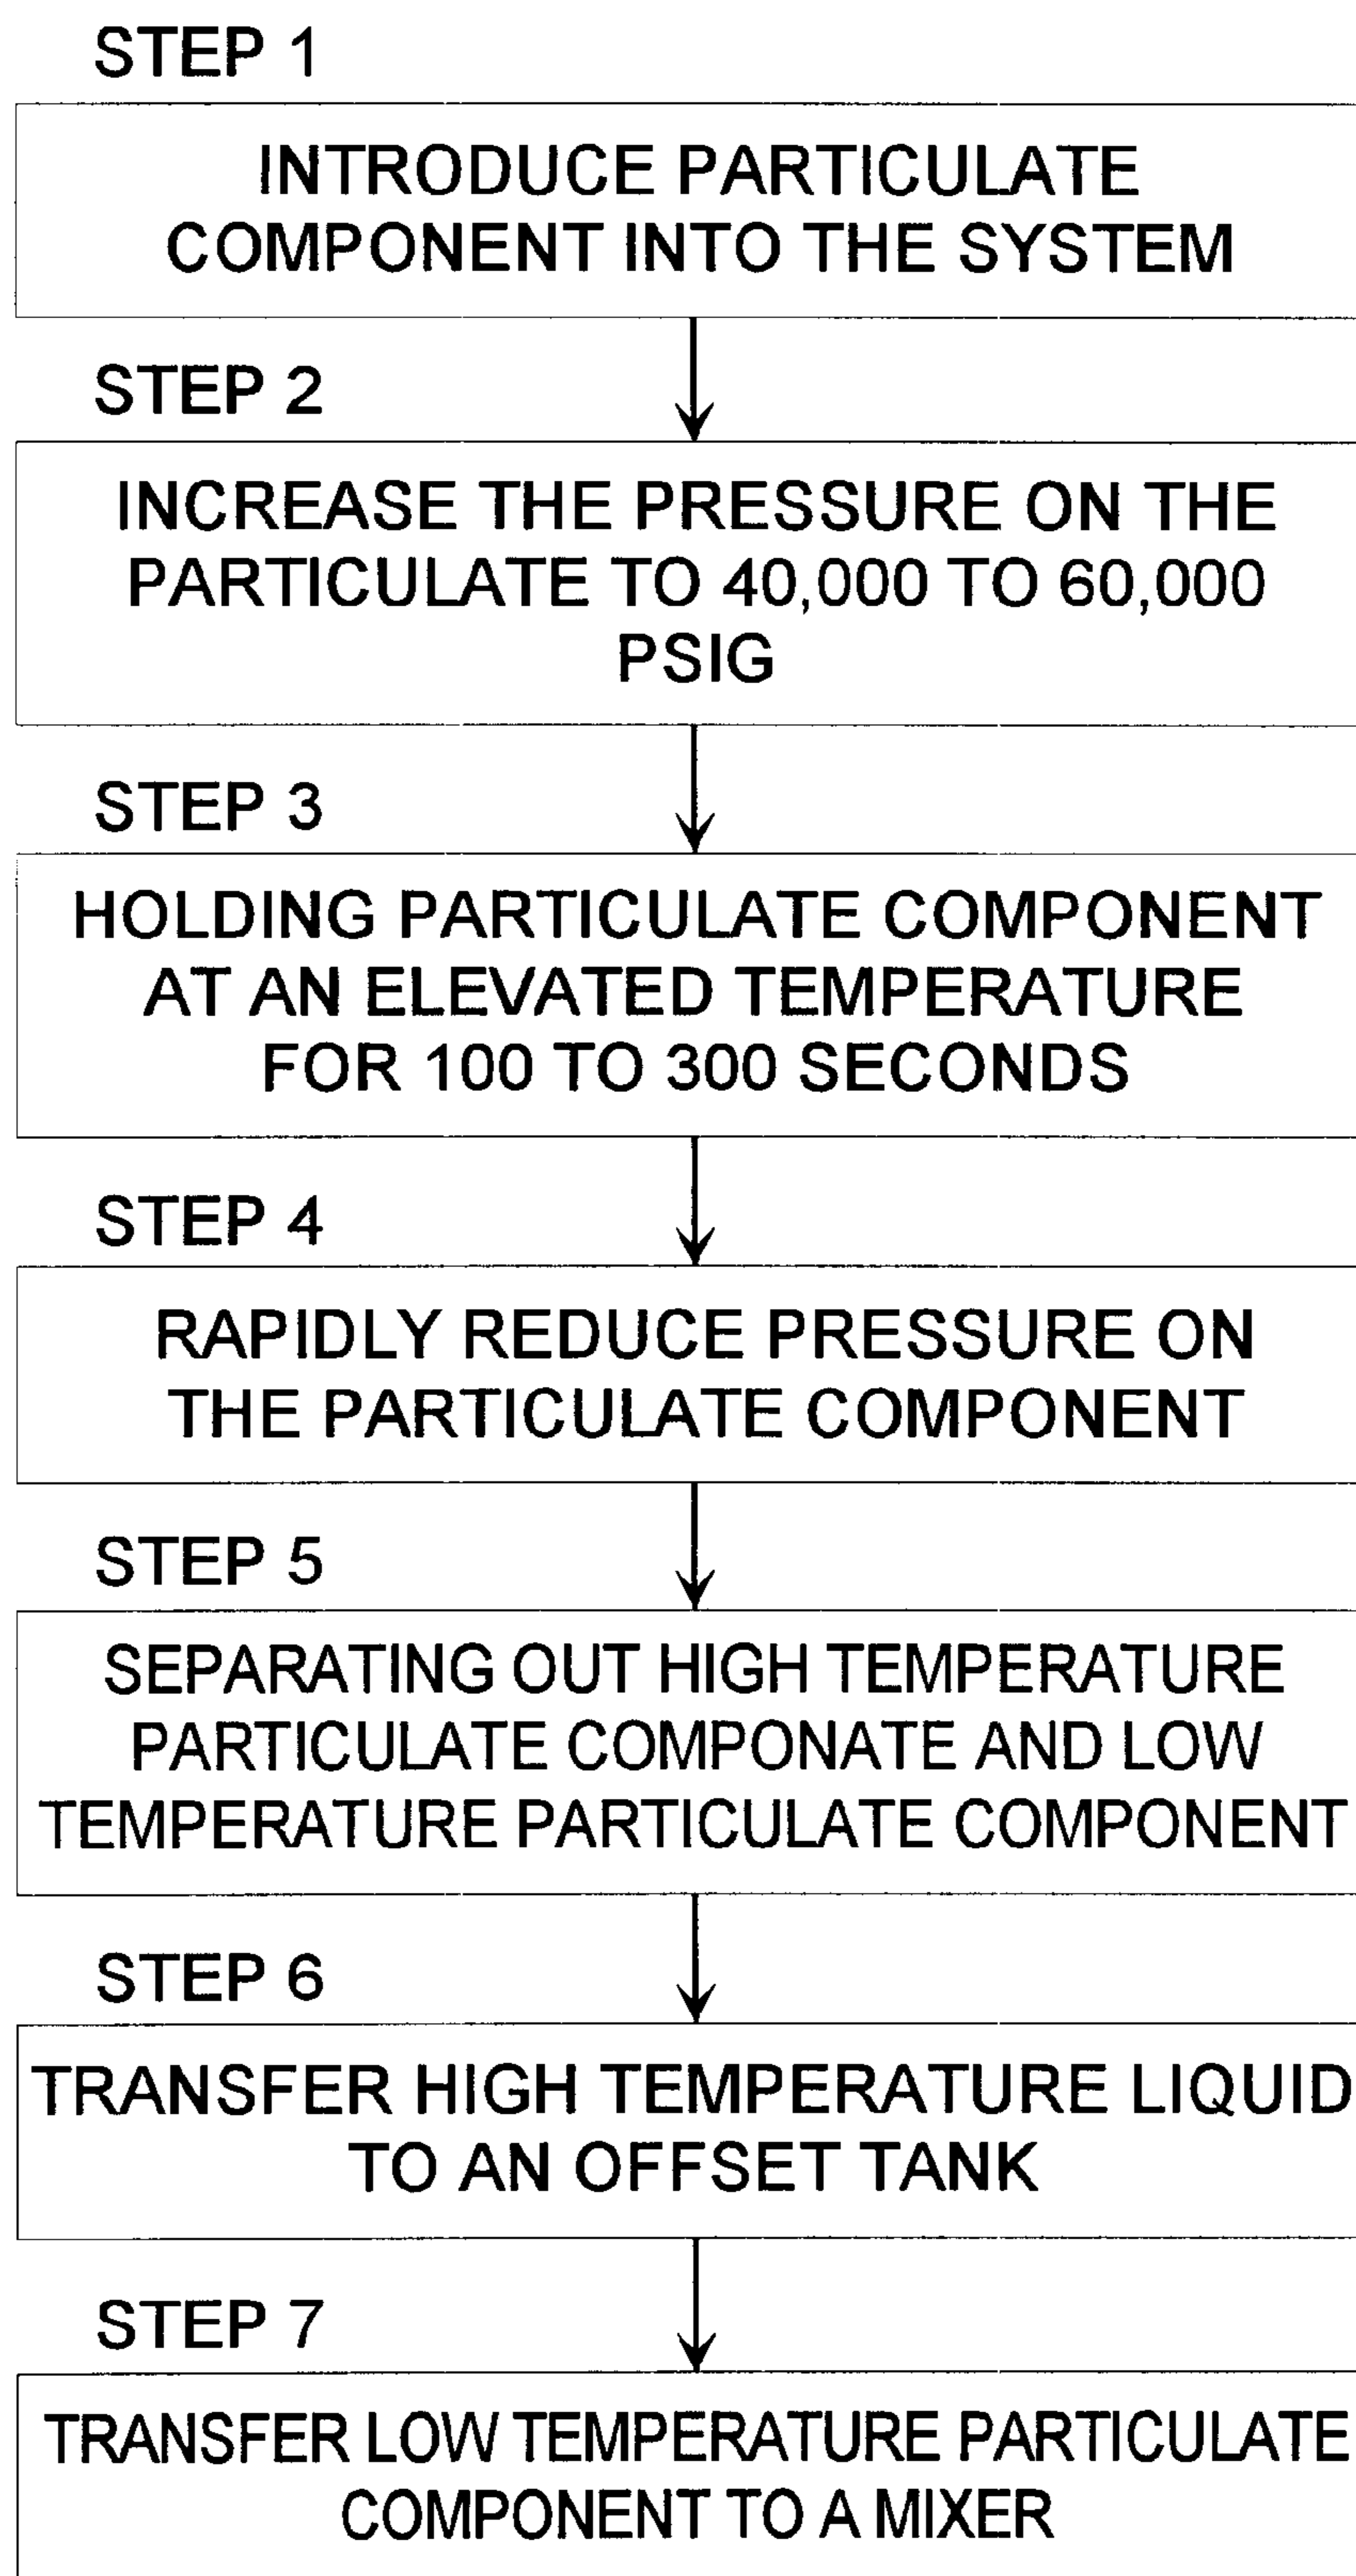 STEP 1
INTRODUCE PARTICULATE
COMPONENT INTO THE SYSTEM
STEP 2
INCREASE THE PRESSURE ON THE
PARTICULATE TO 40,000 TO 60,000
PSIG
STEP 3
HOLDING PARTICULATE COMPONENT
AT AN ELEVATED TEMPERATURE
FOR 100 TO 300 SECONDS
STEP 4
RAPIDLY REDUCE PRESSURE ON
THE PARTICULATE COMPONENT
STEP 5
SEPARATING OUT HIGH TEMPERATURE
PARTICULATE COMPONATE AND LOW
TEMPERATURE PARTICULATE COMPONENT
STEP 6
TRANSFER HIGH TEMPERATURE LIQUID
TO AN OFFSET TANK
STEP 7
TRANSFER LOW TEMPERATURE PARTICULATE
COMPONENT TO A MIXER